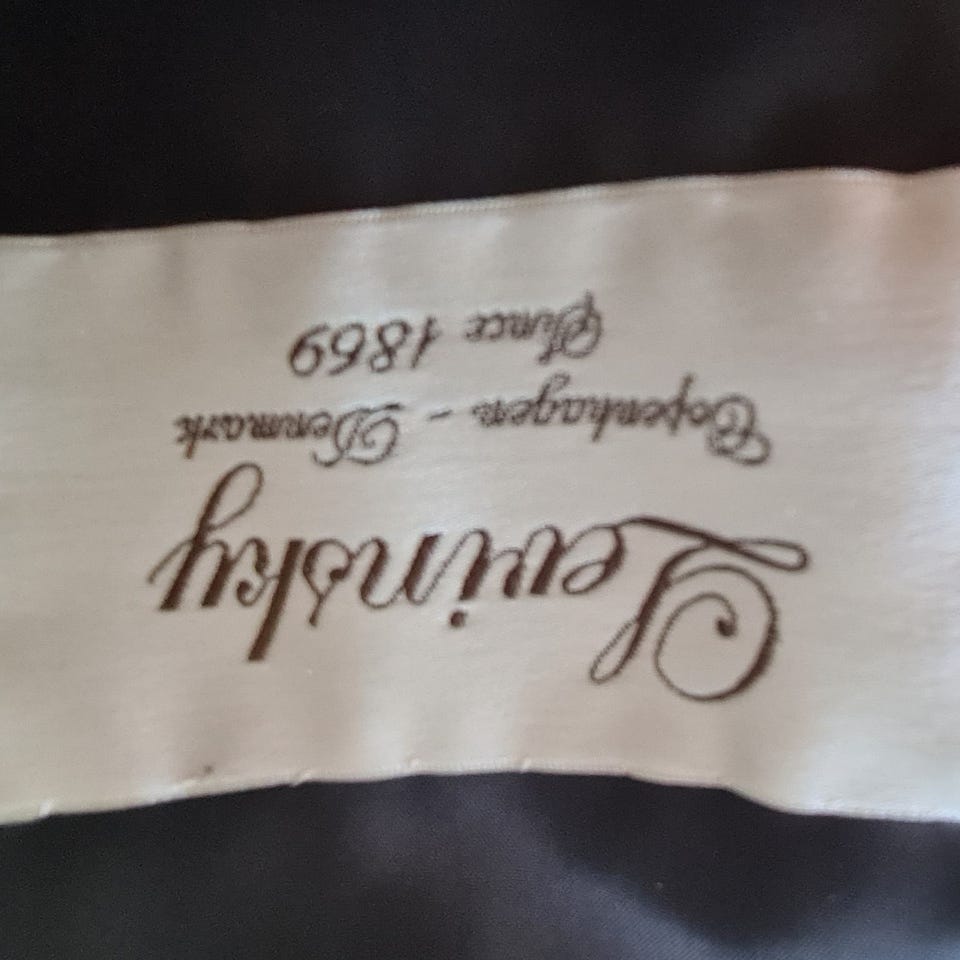 Levinsky
Copenhagen - Denmark
Since 1869